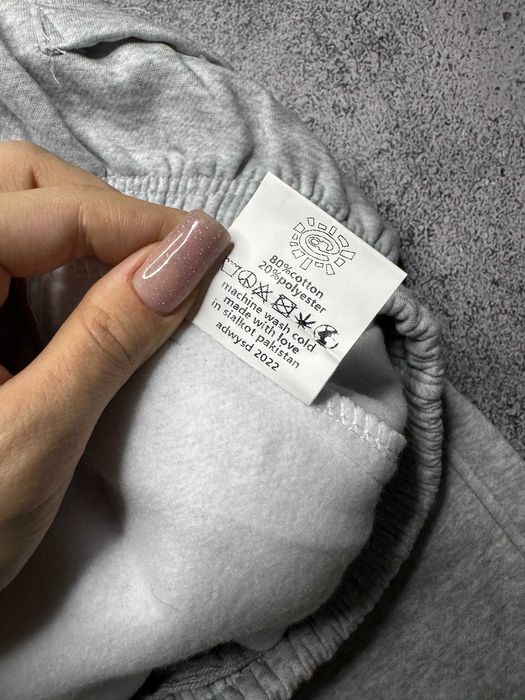 80%cotton
20%polyester
machine wash cold
made with love
in sialkot pakistan
adwysd 2022